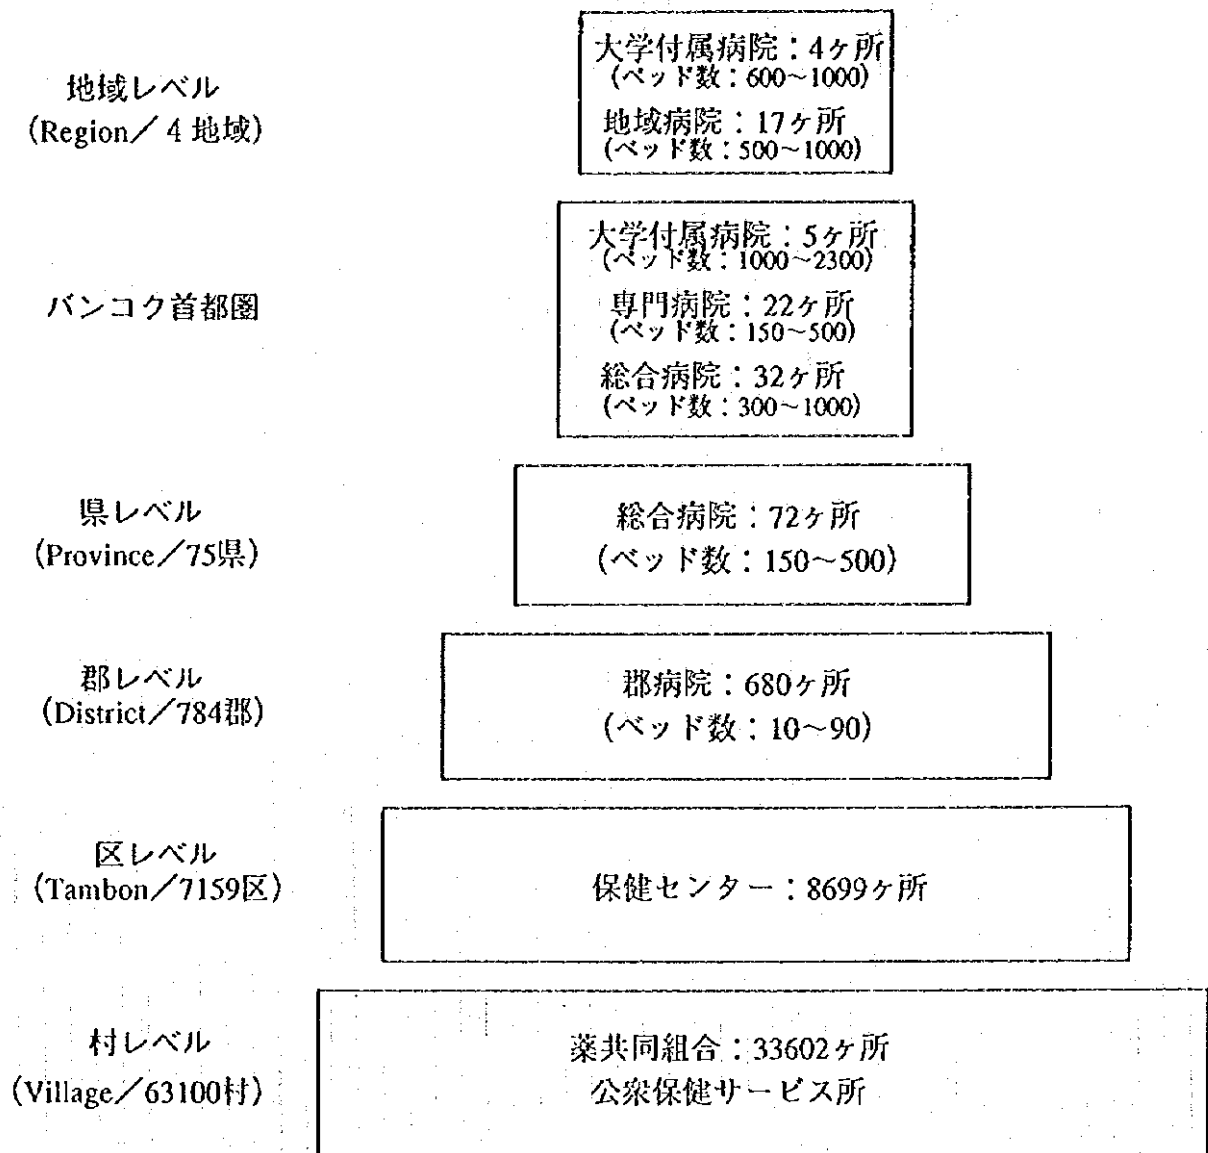 地域レベル
(Region/4地域)
大学付属病院：4ヶ所
(ベッド数：600~1000)
地域病院：17ヶ所
(ベッド数：500~1000)
バンコク首都圏
大学付属病院：5ヶ所
(ベッド数：1000~2300)
専門病院：22ヶ所
(ベッド数：150~500)
総合病院：32ヶ所
(ベッド数：300~1000)
県レベル
(Province/75県)
総合病院：72ヶ所
(ベッド数：150~500)
郡レベル
(District/784郡)
郡病院：680ヶ所
(ベッド数：10~90)
区レベル
(Tambon/7159区)
保健センター：8699ヶ所
村レベル
(Village/63100村)
薬共同組合：33602ヶ所
公衆保健サービス所